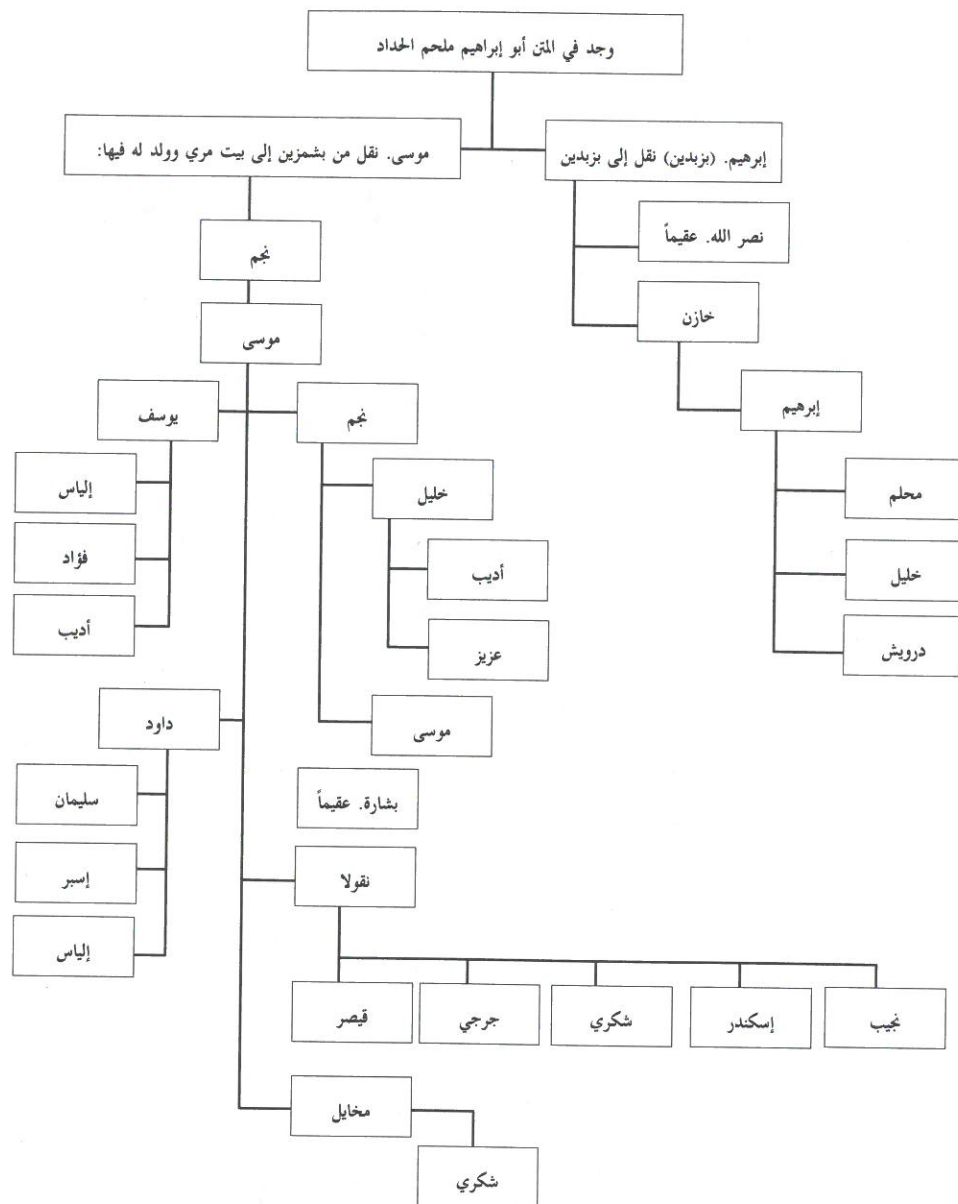 وجد في المتن أبو إبراهيم ملحم الحداد
إبرهيم. (بزبدين) نقل إلى بزبدين
موسى. نقل من بشمزين إلى بيت مري وولد له فيها:
نصر الله. عقيماً
نجم
خازن
موسى
إبرهيم
نجم
يوسف
محلم
خليل
إلياس
خليل
أديب
فؤاد
درويش
عزيز
أديب
موسى
داود
بشارة. عقيماً
سليمان
نقولا
إسبر
إلياس
نجيب
إسكندر
شكري
جرجي
قيصر
مخايل
شكري